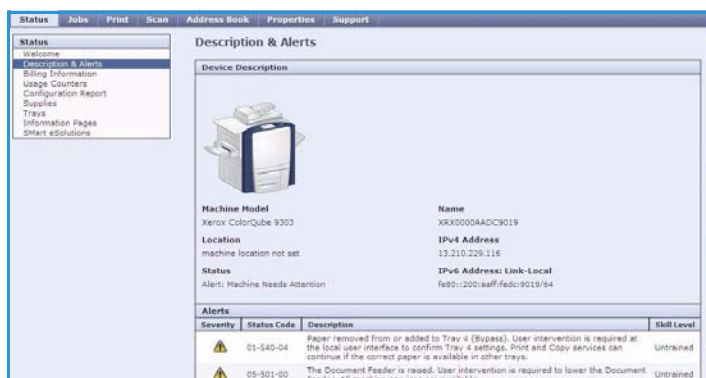 Status Jobs Print Scan Address Book Properties Support
Status
Welcome
Description & Alerts
Billing Information
Usage Counters
Configuration Report
Supplies
Trays
Information Pages
SMart eSolutions
Description & Alerts
Device Description
Machine Model Name
Xerox ColorQube 9303 XRX0000AADC9019
Location IPv4 Address
machine location not set 13.210.229.116
Status IPv6 Address: Link-Local
Alert: Machine Needs Attention fe80::200:aaff:fedc:9019/64
Alerts
Severity Status Code Description Skill Level
Paper removed from or added to Tray 4 (Bypass). User intervention is required at
01-540-04 the local user interface to confirm Tray 4 settings. Print and Copy services can Untrained
continue if the correct paper is available in other trays.
05-501-00 The Document Feeder is raised. User intervention is required to lower the Document Untrained